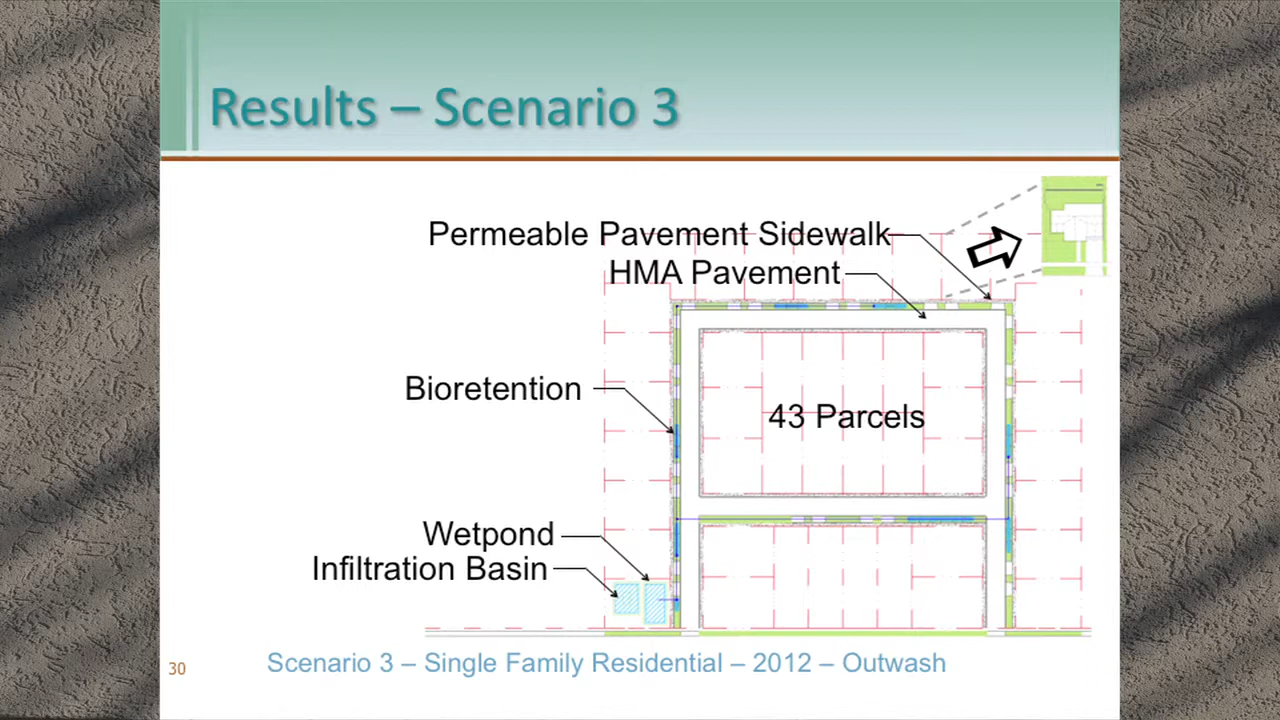 Results – Scenario 3
Permeable Pavement Sidewalk
HMA Pavement
Bioretention
43 Parcels
Wetpond
Infiltration Basin
30
Scenario 3 – Single Family Residential – 2012 – Outwash